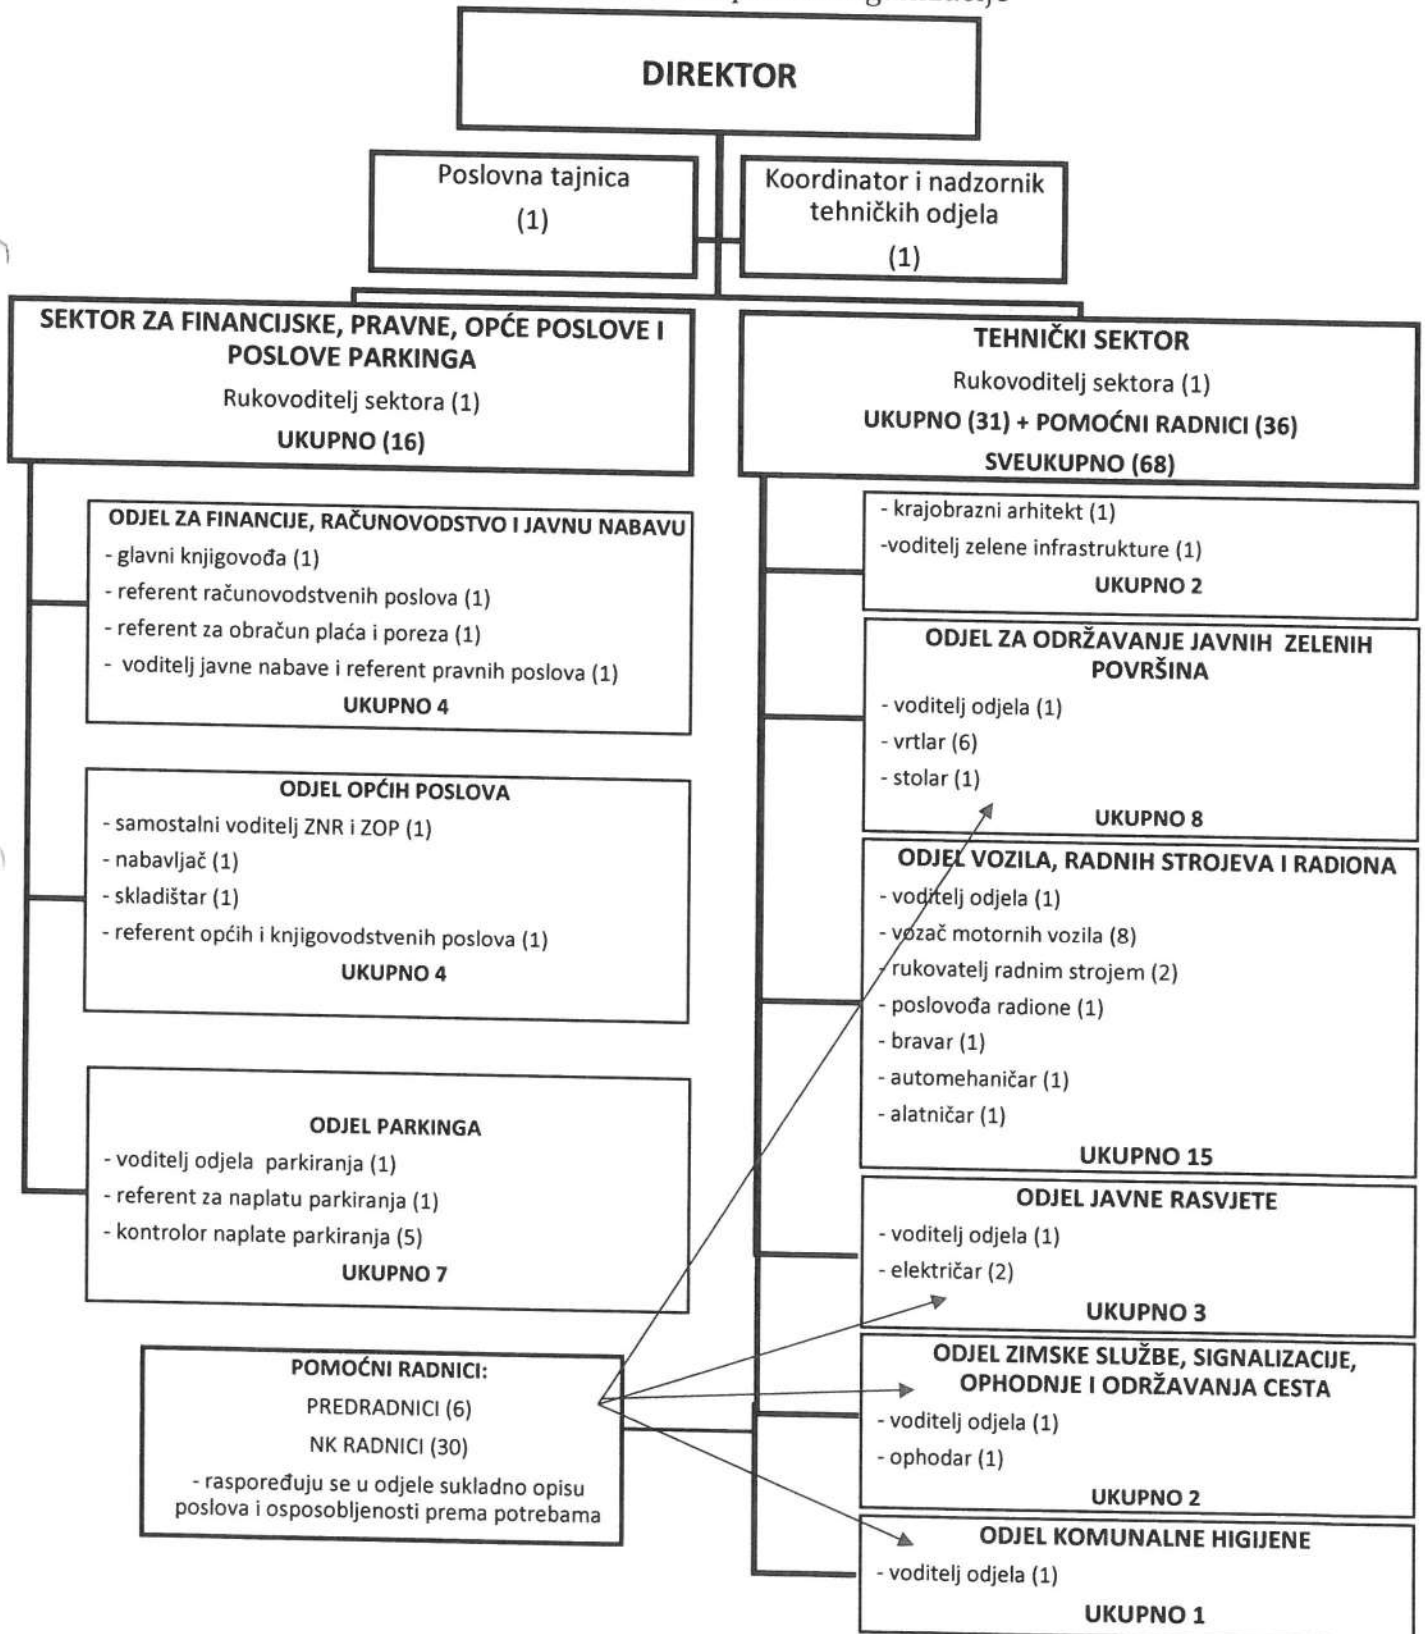 DIREKTOR
Poslovna tajnica
(1)
Koordinator i nadzornik
tehničkih odjela
(1)
SEKTOR ZA FINANCIJSKE, PRAVNE, OPĆE POSLOVE I
POSLOVE PARKINGA
Rukovoditelj sektora (1)
UKUPNO (16)
TEHNIČKI SEKTOR
Rukovoditelj sektora (1)
UKUPNO (31) + POMOĆNI RADNICI (36)
SVEUKUPNO (68)
ODJEL ZA FINANCIJE, RAČUNOVODSTVO I JAVNU NABAVU
- glavni knjigovođa (1)
- referent računovodstvenih poslova (1)
- referent za obračun plaća i poreza (1)
- voditelj javne nabave i referent pravnih poslova (1)
UKUPNO 4
ODJEL OPĆIH POSLOVA
- samostalni voditelj ZNR i ZOP (1)
- nabavljač (1)
- skladištar (1)
- referent općih i knjigovodstvenih poslova (1)
UKUPNO 4
ODJEL PARKINGA
- voditelj odjela parkiranja (1)
- referent za naplatu parkiranja (1)
- kontrolor naplate parkiranja (5)
UKUPNO 7
POMOĆNI RADNICI:
PREDRADNICI (6)
NK RADNICI (30)
- raspoređuju se u odjele sukladno opisu
poslova i osposobljenosti prema potrebama
- krajobrazni arhitekt (1)
-voditelj zelene infrastrukture (1)
UKUPNO 2
ODJEL ZA ODRŽAVANJE JAVNIH ZELENIH
POVRŠINA
- voditelj odjela (1)
- vrtlar (6)
- stolar (1)
UKUPNO 8
ODJEL VOZILA, RADNIH STROJEVA I RADIONA
- voditelj odjela (1)
- vozač motornih vozila (8)
- rukovatelj radnim strojem (2)
- poslovođa radione (1)
- bravar (1)
- automehaničar (1)
- alatničar (1)
UKUPNO 15
ODJEL JAVNE RASVJETE
- voditelj odjela (1)
- električar (2)
UKUPNO 3
ODJEL ZIMSKE SLUŽBE, SIGNALIZACIJE,
OPHODNJE I ODRŽAVANJA CESTA
- voditelj odjela (1)
- ophodar (1)
UKUPNO 2
ODJEL KOMUNALNE HIGIJENE
- voditelj odjela (1)
UKUPNO 1